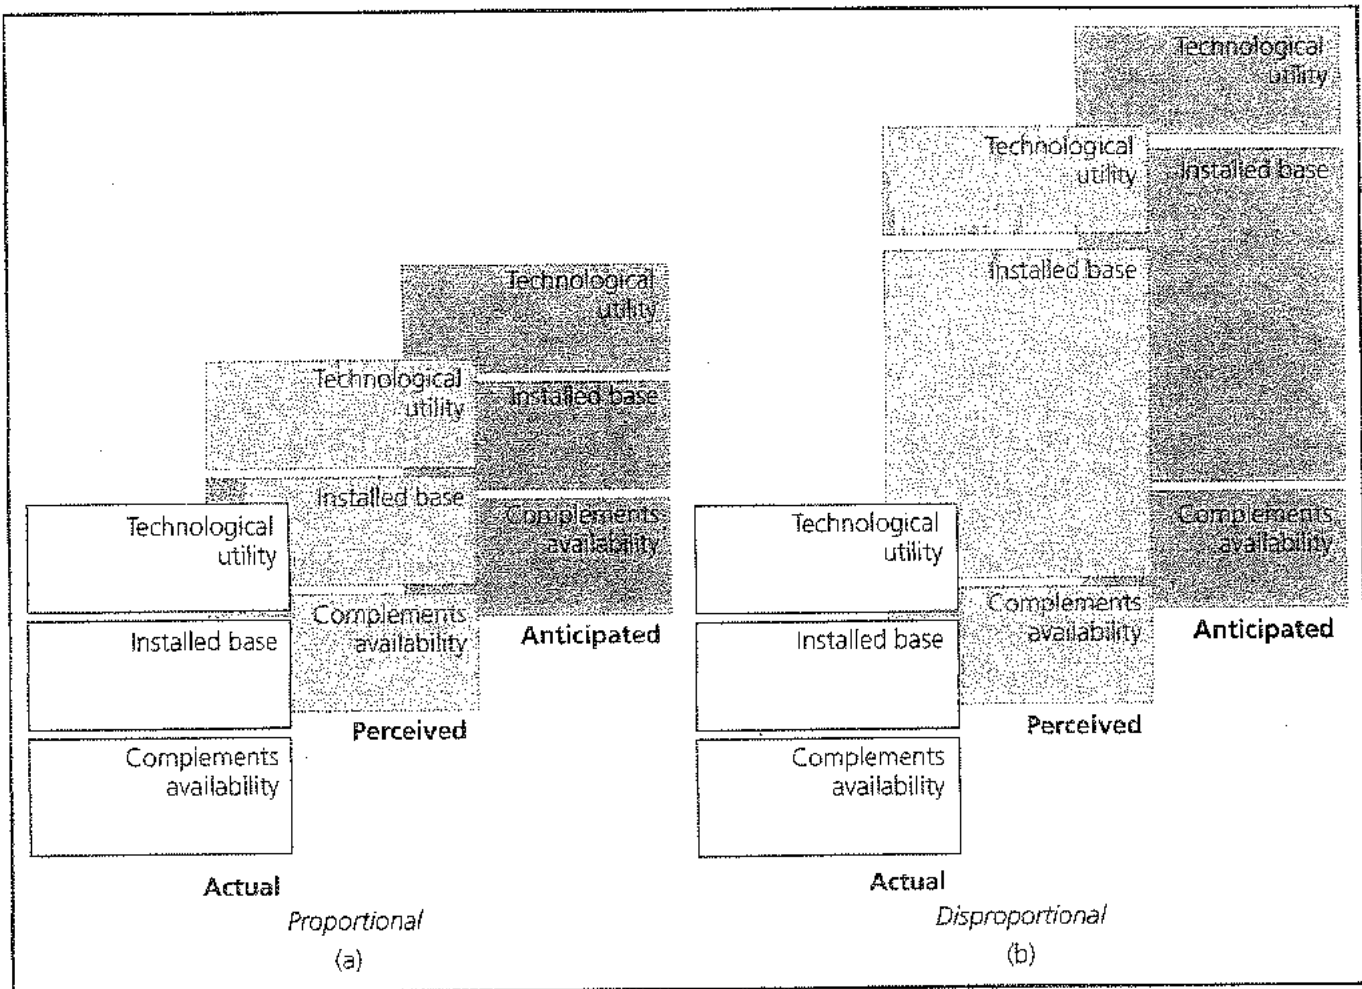 Technological
utility
Installed base
Complements
availability
Actual
Technological
utility
Installed base
Complements
availability
Perceived
Technological
utility
Installed base
Complements
availability
Anticipated
Proportional
(a)
Technological
utility
Installed base
Complements
availability
Actual
Technological
utility
Installed base
Complements
availability
Perceived
Technological
utility
Installed base
Complements
availability
Anticipated
Disproportional
(b)